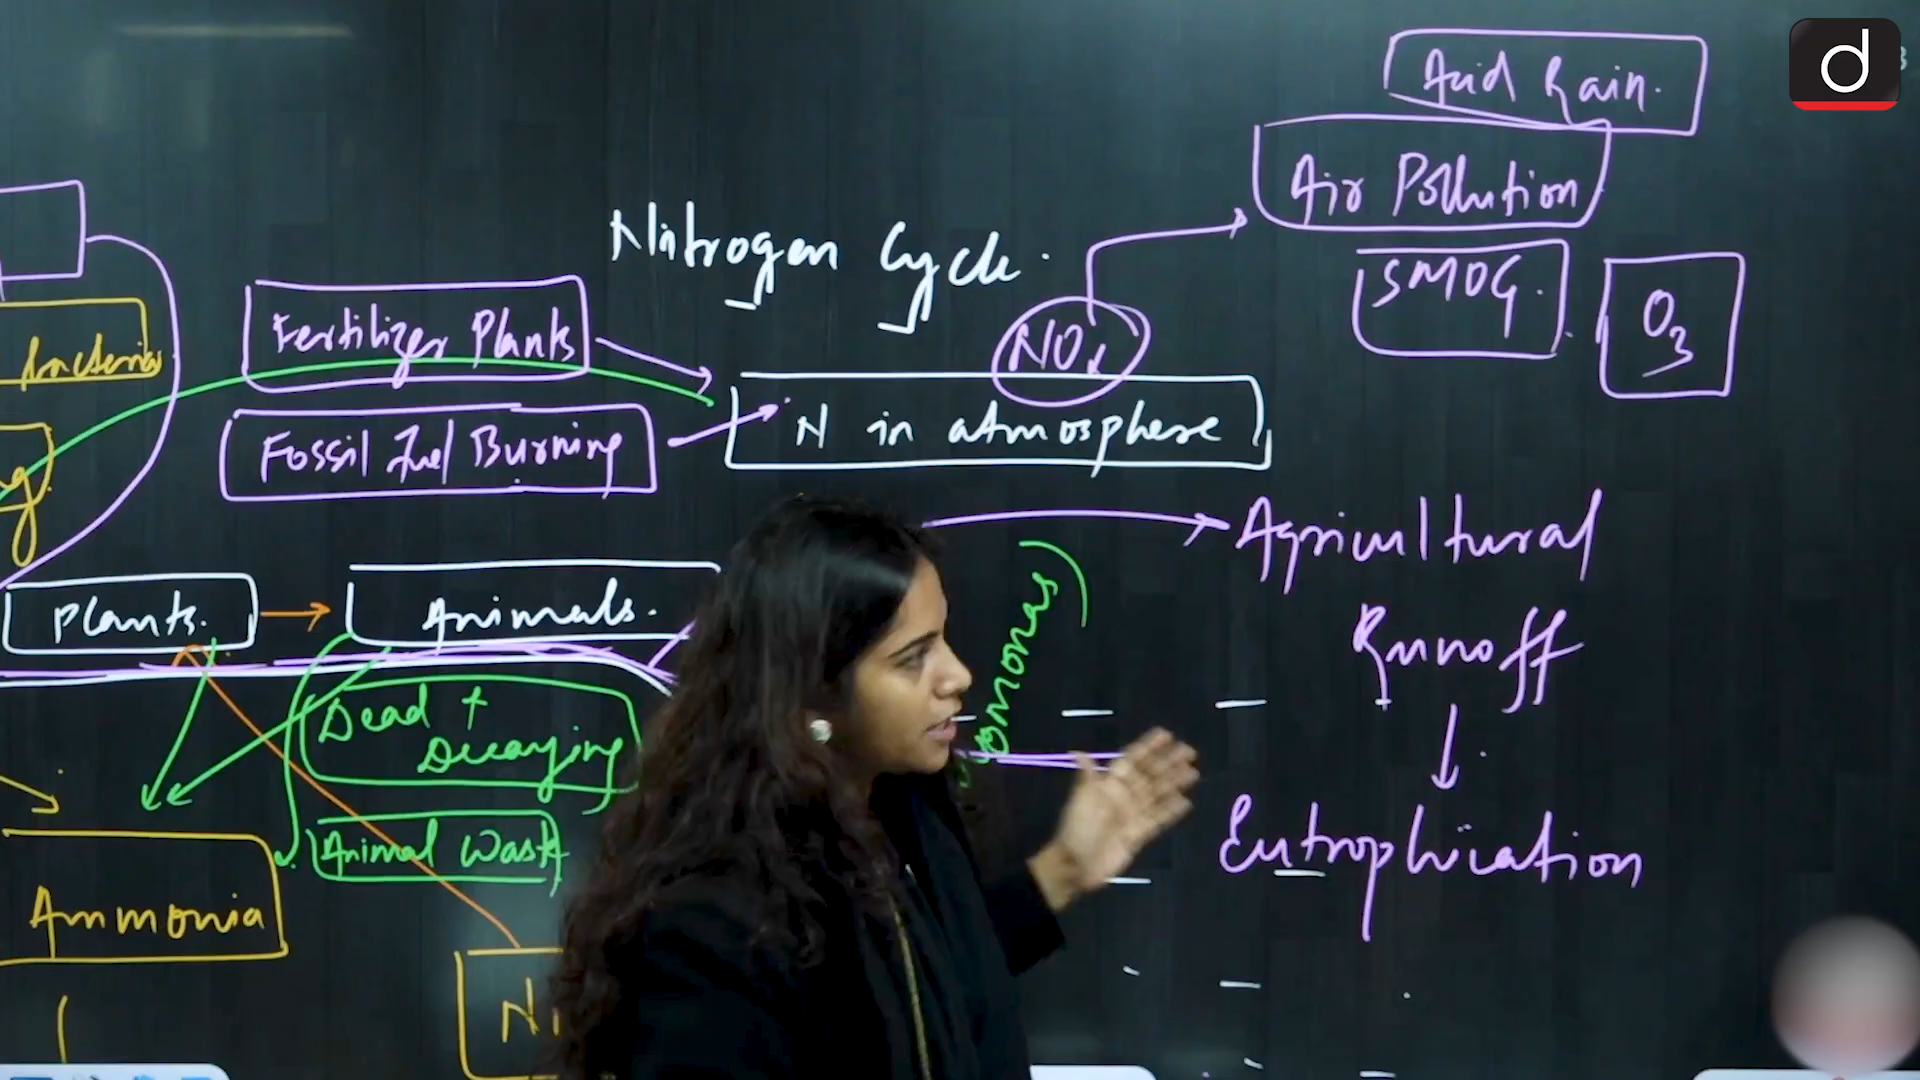 d
Acid Rain.
Air Pollution
SMOG.
O3
Nitrogen Cycle.
NOx
Fertilizer Plants
Fossil Fuel Burning
N in atmosphere
bacteria
Agricultural
Runoff
Eutrophication
Plants.
Animals.
Dead +
Decaying
Animal Waste
Ammonia